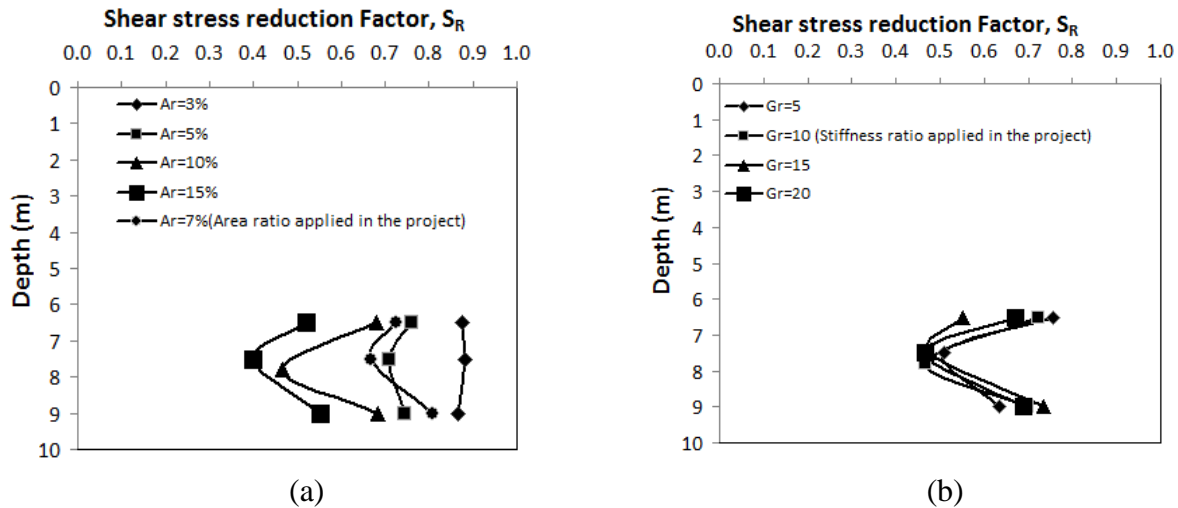 Shear stress reduction Factor, SR
0.0 0.1 0.2 0.3 0.4 0.5 0.6 0.7 0.8 0.9 1.0
Depth (m)
0
1
2
3
4
5
6
7
8
9
10
Ar=3%
Ar=5%
Ar=10%
Ar=15%
Ar=7%(Area ratio applied in the project)
(a)
Shear stress reduction Factor, SR
0.0 0.1 0.2 0.3 0.4 0.5 0.6 0.7 0.8 0.9 1.0
Depth (m)
0
1
2
3
4
5
6
7
8
9
10
Gr=5
Gr=10 (Stiffness ratio applied in the project)
Gr=15
Gr=20
(b)